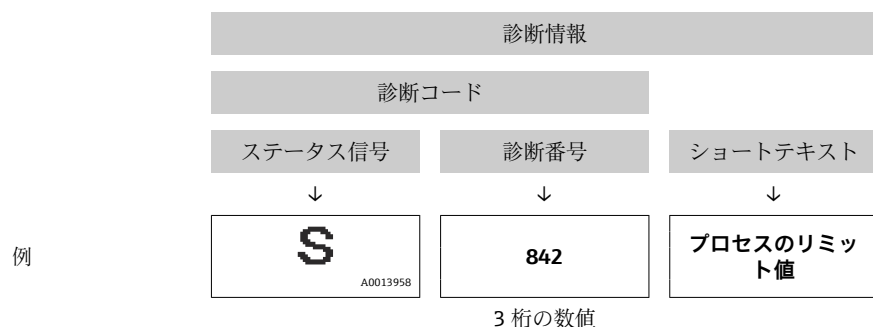 診断情報
診断コード
ステータス信号 診断番号 ショートテキスト
↓ ↓ ↓
例 S 842 プロセスのリミッ
ト値
A0013958
3 桁の数値